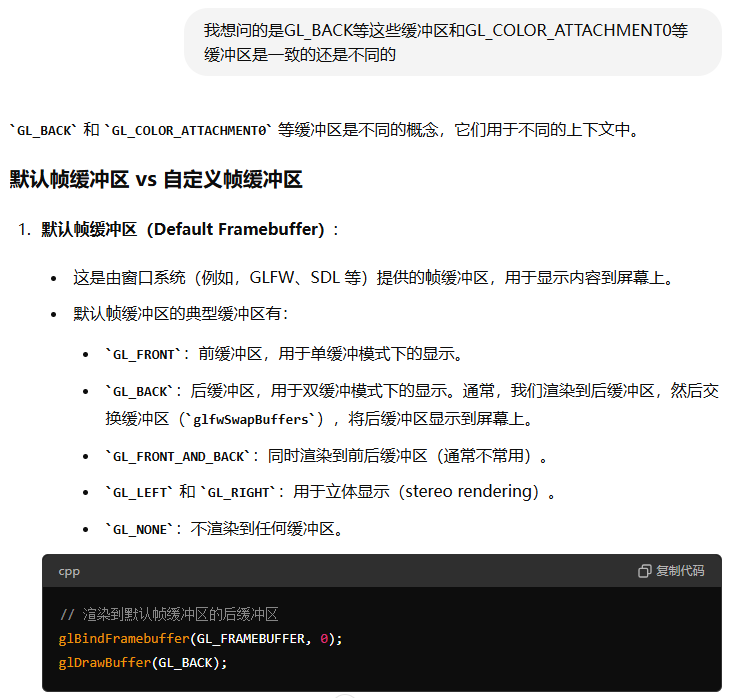 我想问的是GL_BACK等这些缓冲区和GL_COLOR_ATTACHMENT0等
缓冲区是一致的还是不同的
`GL_BACK` 和 `GL_COLOR_ATTACHMENT0` 等缓冲区是不同的概念，它们用于不同的上下文中。
默认帧缓冲区 vs 自定义帧缓冲区
1. 默认帧缓冲区（Default Framebuffer）:
• 这是由窗口系统（例如，GLFW、SDL 等）提供的帧缓冲区，用于显示内容到屏幕上。
• 默认帧缓冲区的典型缓冲区有：
• `GL_FRONT`：前缓冲区，用于单缓冲模式下的显示。
• `GL_BACK`：后缓冲区，用于双缓冲模式下的显示。通常，我们渲染到后缓冲区，然后交
换缓冲区（`glfwSwapBuffers`），将后缓冲区显示到屏幕上。
• `GL_FRONT_AND_BACK`：同时渲染到前后缓冲区（通常不常用）。
• `GL_LEFT` 和 `GL_RIGHT`：用于立体显示（stereo rendering）。
• `GL_NONE`：不渲染到任何缓冲区。
cpp 复制代码
// 渲染到默认帧缓冲区的后缓冲区
glBindFramebuffer(GL_FRAMEBUFFER, 0);
glDrawBuffer(GL_BACK);